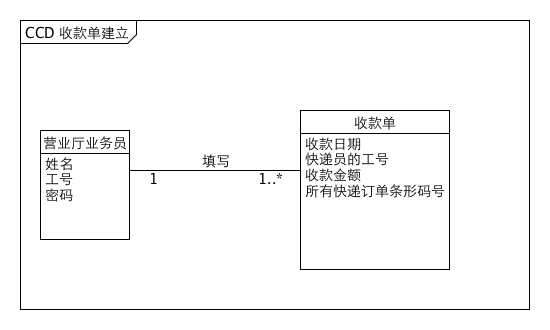 CCD 收款单建立
营业厅业务员
姓名
工号
密码
填写
1
1..*
收款单
收款日期
快递员的工号
收款金额
所有快递订单条形码号